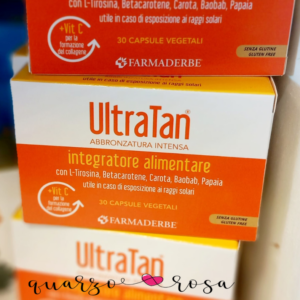 con L-Tirosina, Betacarotene, Carota, Baobab, Papaia
utile in caso di esposizione ai raggi solari
+Vit C
per la
formazione
del collagene
30 CAPSULE VEGETALI
SENZA GLUTINE
GLUTEN FREE
FARMADERBE
UltraTan®
ABBRONZATURA INTENSA
integratore alimentare
con L-Tirosina, Betacarotene, Carota, Baobab, Papaia
utile in caso di esposizione ai raggi solari
+Vit C
per la
formazione
del collagene
30 CAPSULE VEGETALI
SENZA GLUTINE
GLUTEN FREE
FARMADERBE
UltraTan®
ABBRONZATURA INTENSA
quarzo rosa